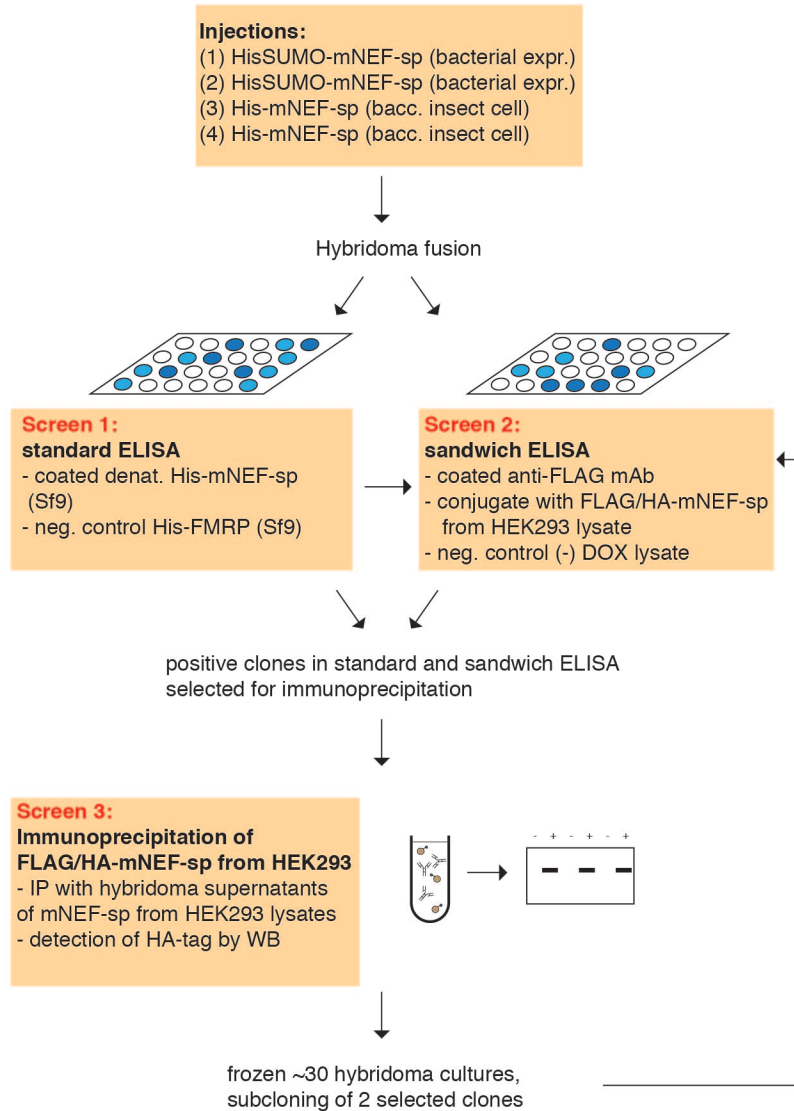 Injections:
(1) HisSUMO-mNEF-sp (bacterial expr.)
(2) HisSUMO-mNEF-sp (bacterial expr.)
(3) His-mNEF-sp (bacc. insect cell)
(4) His-mNEF-sp (bacc. insect cell)
Hybridoma fusion
Screen 1:
standard ELISA
- coated denat. His-mNEF-sp
(Sf9)
- neg. control His-FMRP (Sf9)
Screen 2:
sandwich ELISA
- coated anti-FLAG mAb
- conjugate with FLAG/HA-mNEF-sp
from HEK293 lysate
- neg. control (-) DOX lysate
positive clones in standard and sandwich ELISA
selected for immunoprecipitation
Screen 3:
Immunoprecipitation of
FLAG/HA-mNEF-sp from HEK293
- IP with hybridoma supernatants
of mNEF-sp from HEK293 lysates
- detection of HA-tag by WB
- + - + - +
frozen ~30 hybridoma cultures,
subcloning of 2 selected clones